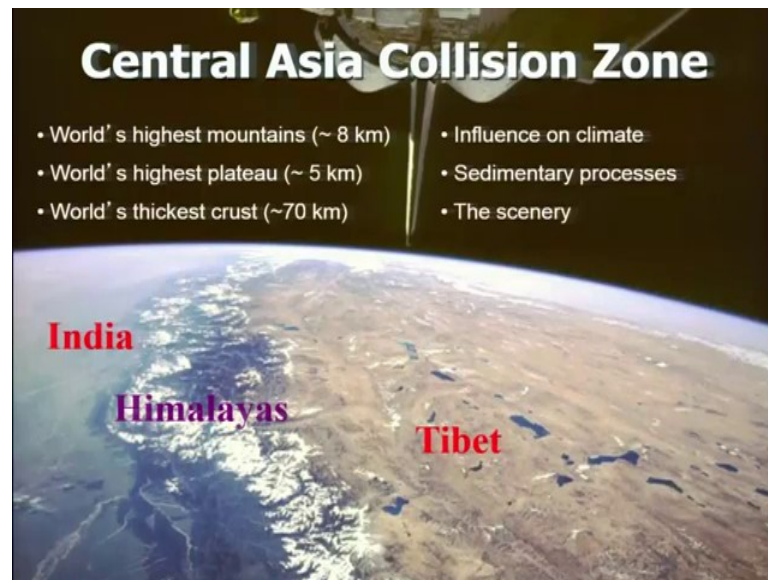 Central Asia Collision Zone
• World's highest mountains (~ 8 km)
• World's highest plateau (~ 5 km)
• World's thickest crust (~70 km)
• Influence on climate
• Sedimentary processes
• The scenery
India
Himalayas
Tibet